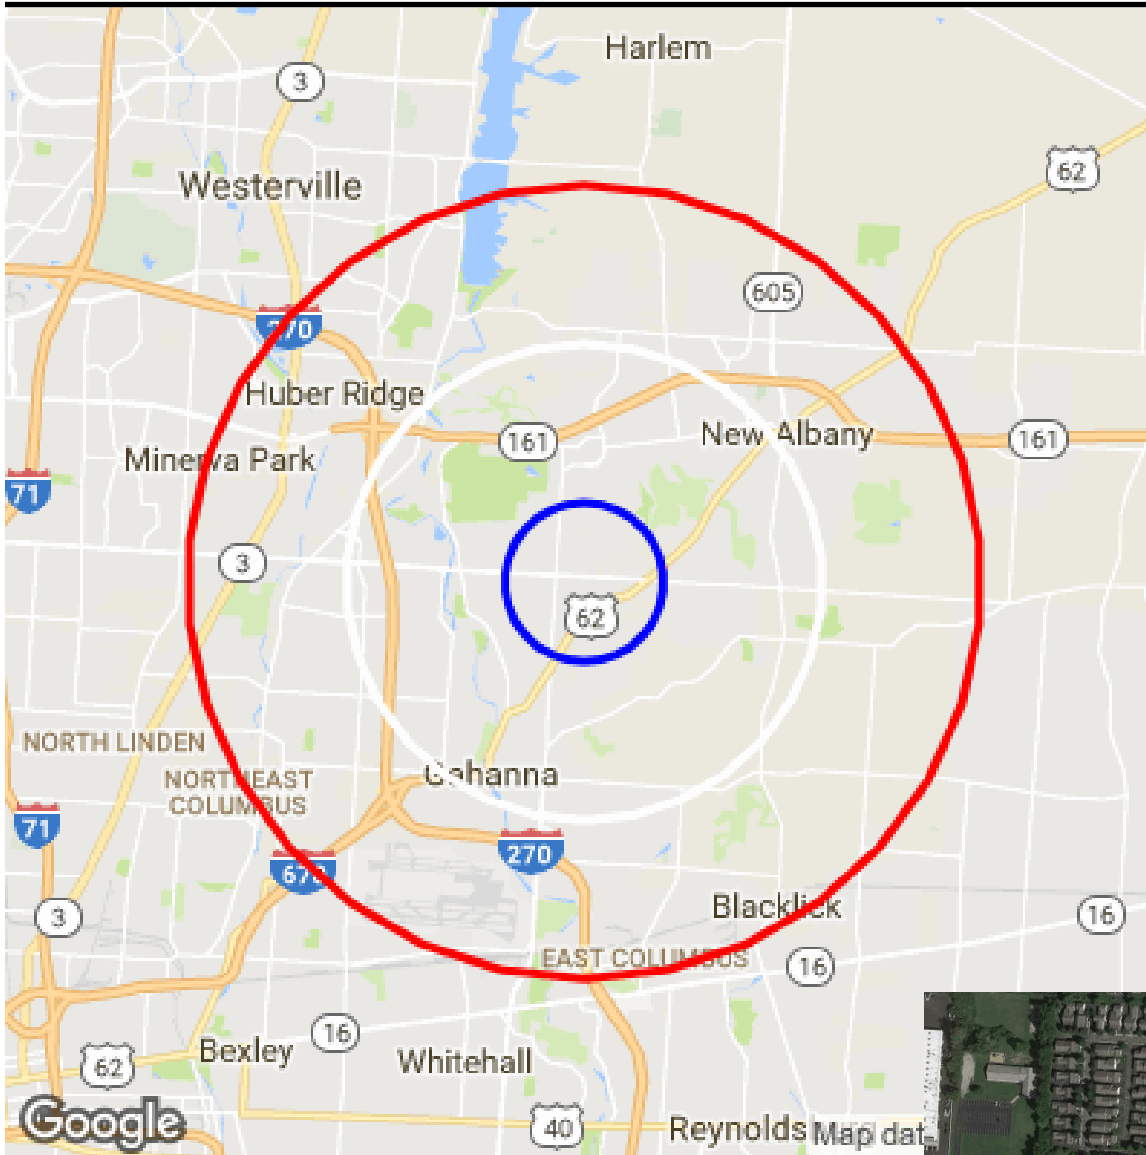 Harlem
3
62
Westerville
605
270
Huber Ridge
New Albany
161
161
Minerva Park
71
3
62
NORTH LINDEN
Gahanna
NORTHEAST
COLUMBUS
71
270
670
Blacklick
3
16
EAST COLUMBUS
16
16
Bexley
Whitehall
62
Google
40
Reynolds
Map dat